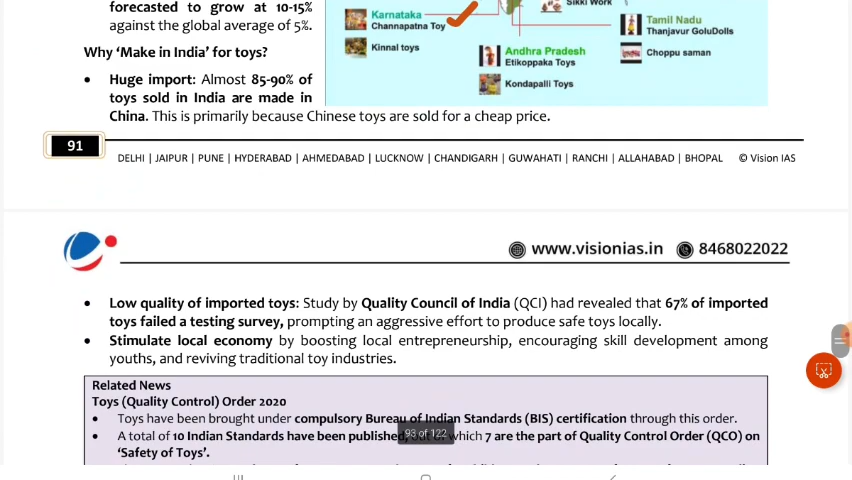 forecasted to grow at 10-15%
against the global average of 5%.
Why ‘Make in India’ for toys?
• Huge import: Almost 85-90% of
toys sold in India are made in
China. This is primarily because Chinese toys are sold for a cheap price.
Karnataka
Channapatna Toy
Kinnal toys
Sikki Work
Andhra Pradesh
Etikoppaka Toys
Kondapalli Toys
Tamil Nadu
Thanjavur GoluDolls
Choppu saman
91
DELHI | JAIPUR | PUNE | HYDERABAD | AHMEDABAD | LUCKNOW | CHANDIGARH | GUWAHATI | RANCHI | ALLAHABAD | BHOPAL © Vision IAS
www.visionias.in 8468022022
• Low quality of imported toys: Study by Quality Council of India (QCI) had revealed that 67% of imported
toys failed a testing survey, prompting an aggressive effort to produce safe toys locally.
• Stimulate local economy by boosting local entrepreneurship, encouraging skill development among
youths, and reviving traditional toy industries.
Related News
Toys (Quality Control) Order 2020
• Toys have been brought under compulsory Bureau of Indian Standards (BIS) certification through this order.
• A total of 10 Indian Standards have been published, which 7 are the part of Quality Control Order (QCO) on
93 of 122
‘Safety of Toys’.